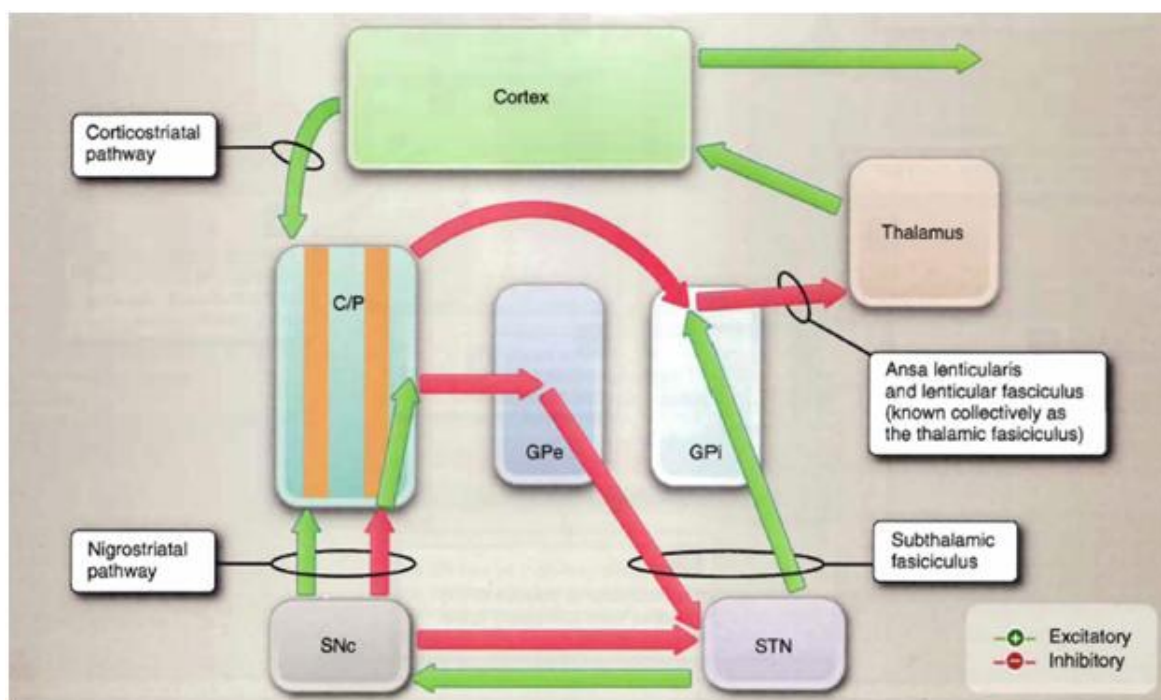 Cortex
Corticostriatal
pathway
Thalamus
C/P
Ansa lenticularis
and lenticular fasciculus
(known collectively as
the thalamic fasiciculus)
GPe
GPi
Nigrostriatal
pathway
Subthalamic
fasiciculus
SNc
STN
Excitatory
Inhibitory